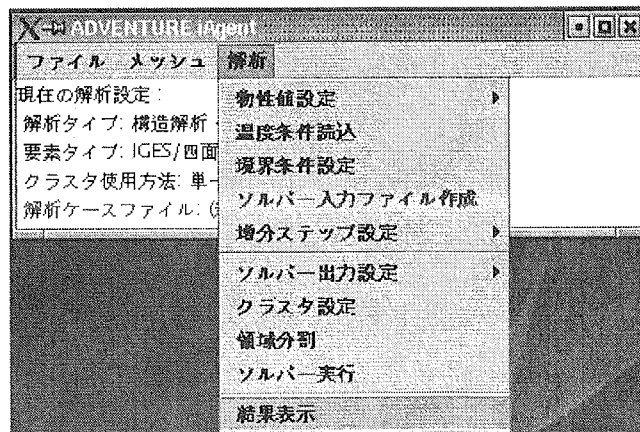 ADVENTURE iAgent
ファイル メッシュ 解析
現在の解析設定 :
解析タイプ: 構造解析
要素タイプ: IGES/四面
クラスタ使用方法: 単一
解析ケースファイル: (
物性値設定
温度条件読込
境界条件設定
ソルバー入力ファイル作成
増分ステップ設定
ソルバー出力設定
クラスタ設定
領域分割
ソルバー実行
結果表示